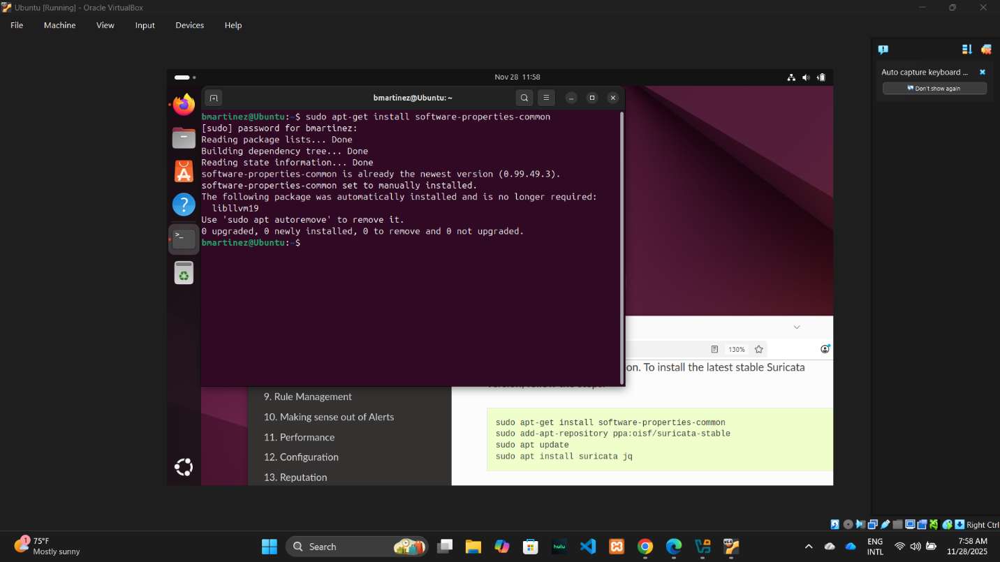 Ubuntu [Running] - Oracle VirtualBox
File Machine View Input Devices Help
Auto capture keyboard ...
Don't show again
Nov 28 11:58
bmartinez@Ubuntu: ~
bmartinez@Ubuntu:~$ sudo apt-get install software-properties-common
[sudo] password for bmartinez:
Reading package lists... Done
Building dependency tree... Done
Reading state information... Done
software-properties-common is already the newest version (0.99.49.3).
software-properties-common set to manually installed.
The following package was automatically installed and is no longer required:
  libllvm19
Use 'sudo apt autoremove' to remove it.
0 upgraded, 0 newly installed, 0 to remove and 0 not upgraded.
bmartinez@Ubuntu:~$
130%
on. To install the latest stable Suricata
9. Rule Management
10. Making sense out of Alerts
11. Performance
12. Configuration
13. Reputation
sudo apt-get install software-properties-common
sudo add-apt-repository ppa:oisf/suricata-stable
sudo apt update
sudo apt install suricata jq
Right Ctrl
1
75°F
Mostly sunny
Search
hulu
ENG
INTL
7:58 AM
11/28/2025